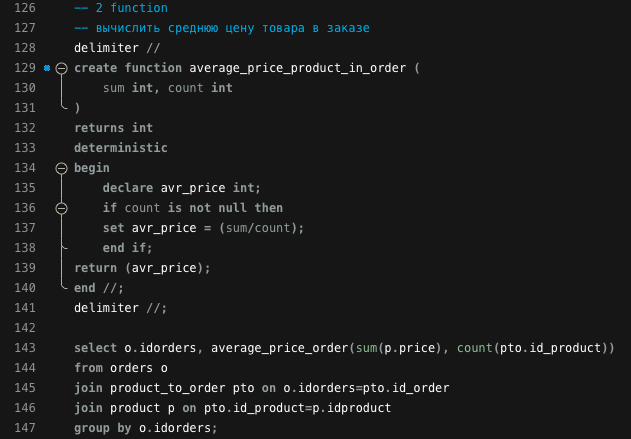 126 -- 2 function
127 -- вычислить среднюю цену товара в заказе
128 delimiter //
129 create function average_price_product_in_order (
130 sum int, count int
131 )
132 returns int
133 deterministic
134 begin
135 declare avr_price int;
136 if count is not null then
137 set avr_price = (sum/count);
138 end if;
139 return (avr_price);
140 end //;
141 delimiter //;
142
143 select o.idorders, average_price_order(sum(p.price), count(pto.id_product))
144 from orders o
145 join product_to_order pto on o.idorders=pto.id_order
146 join product p on pto.id_product=p.idproduct
147 group by o.idorders;